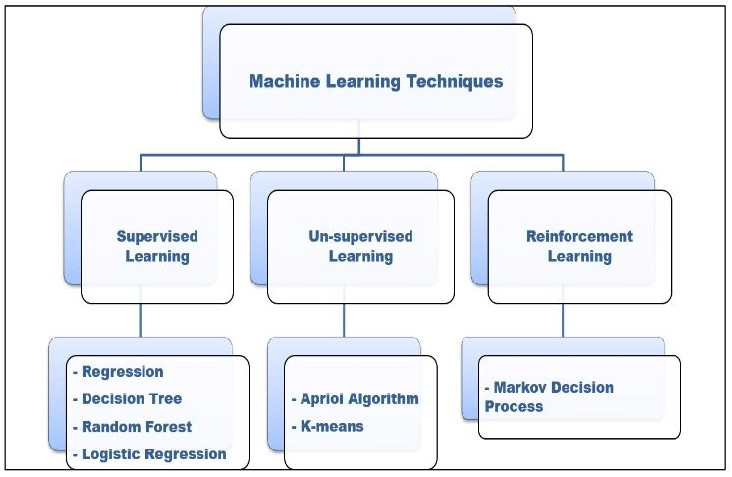 Machine Learning Techniques
Supervised
Learning
Un-supervised
Learning
Reinforcement
Learning
- Regression
- Decision Tree
- Random Forest
- Logistic Regression
- Aprioi Algorithm
- K-means
- Markov Decision
Process